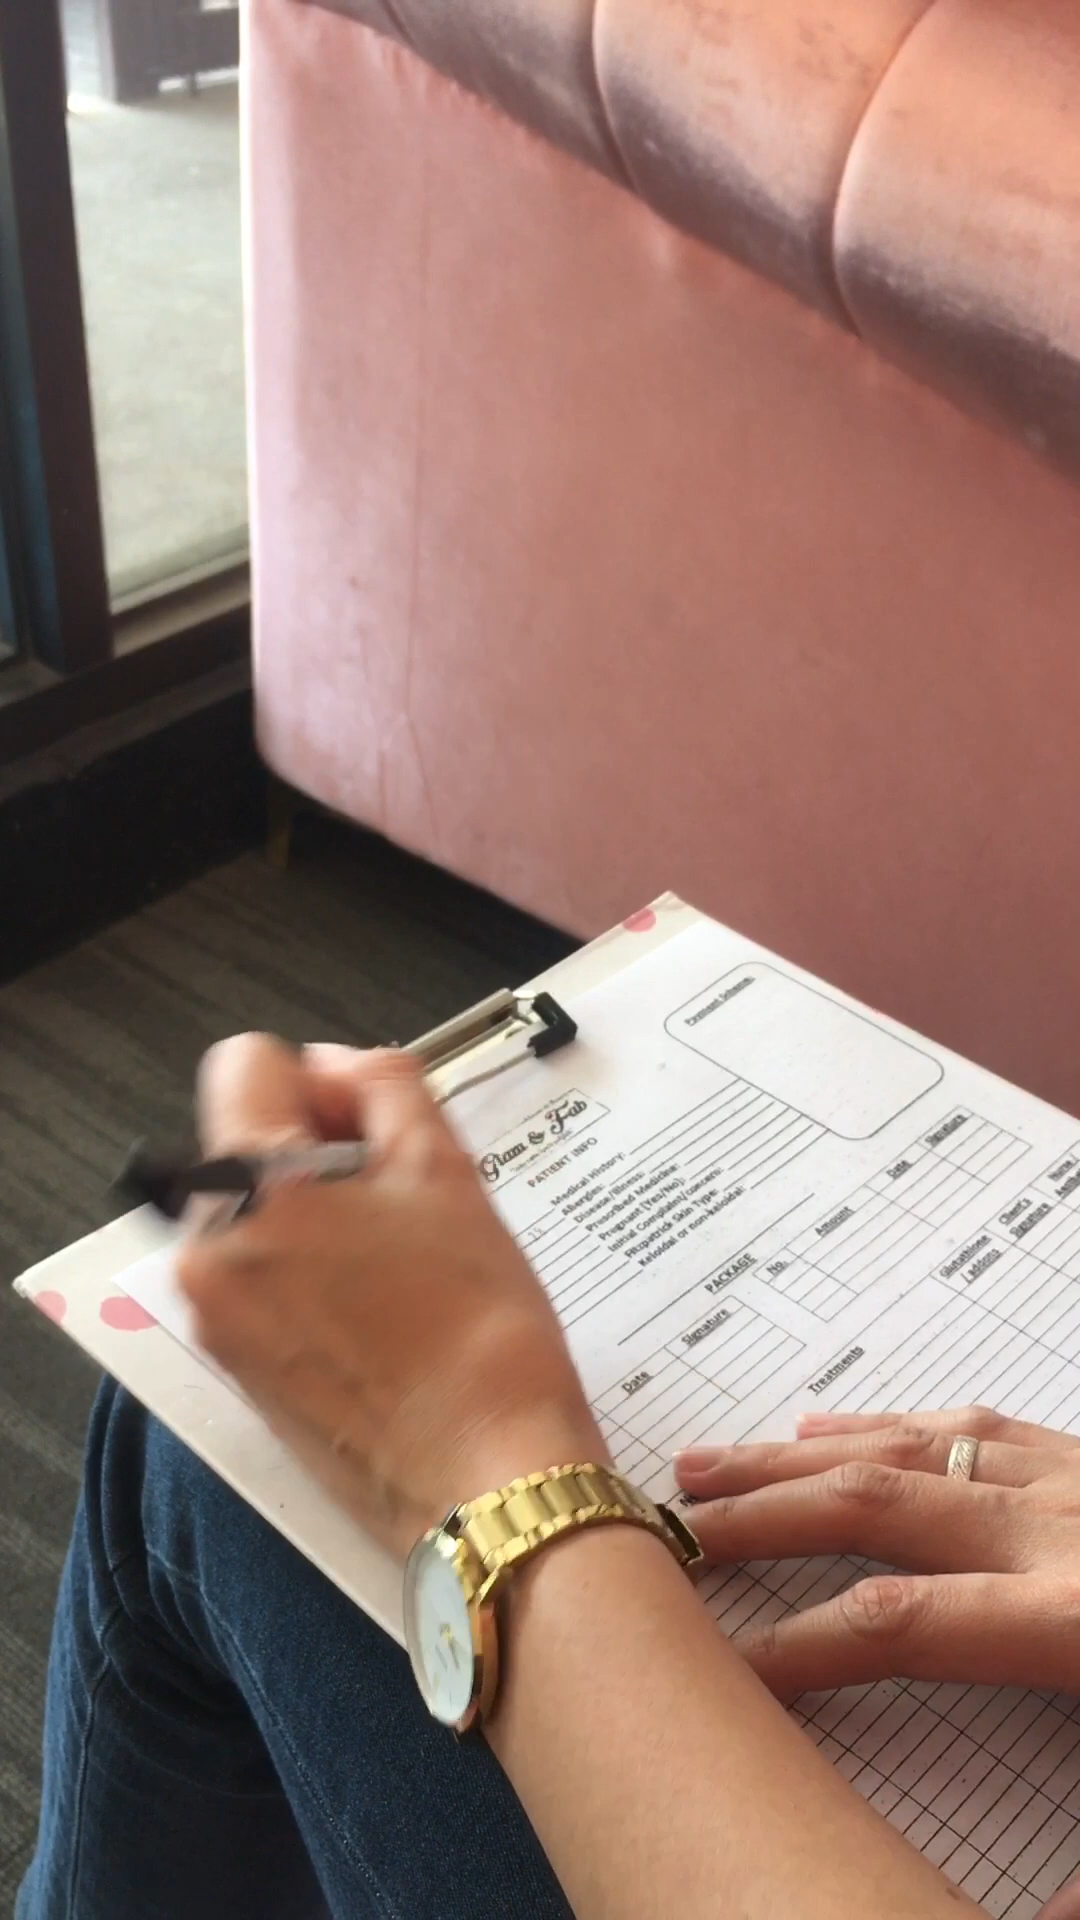 Payment Scheme:
Glam & Fab
PATIENT INFO
Medical History:
Allergies:
Disease/Illness:
Prescribed Medicine:
Pregnant (Yes/No):
Initial Complaint/concern:
Fitzpatrick Skin Type:
Keloidal or non-keloidal:
PACKAGE
No.
Amount
Date
Signature
Date
Signature
Treatments
Glutathione
/ addons
Client's
Signature